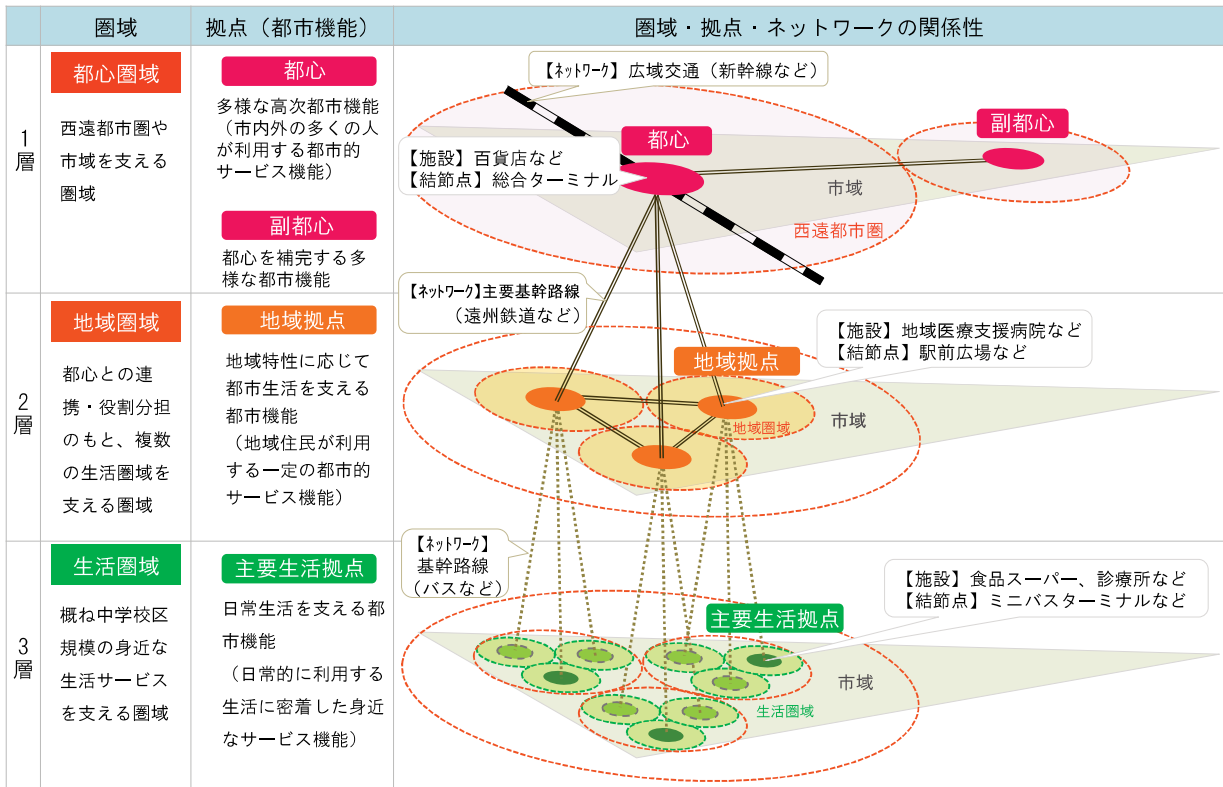 圏域
拠点（都市機能）
圏域・拠点・ネットワークの関係性
1層
都心圏域
西遠都市圏や
市域を支える
圏域
都心
多様な高次都市機能
（市内外の多くの人
が利用する都市的
サービス機能）
副都心
都心を補完する多
様な都市機能
【ネットワーク】広域交通（新幹線など）
都心
副都心
【施設】百貨店など
【結節点】総合ターミナル
市域
西遠都市圏
【ネットワーク】主要基幹路線
（遠州鉄道など）
2層
地域圏域
都心との連
携・役割分担
のもと、複数
の生活圏域を
支える圏域
地域拠点
地域特性に応じて
都市生活を支える
都市機能
（地域住民が利用
する一定の都市的
サービス機能）
【施設】地域医療支援病院など
【結節点】駅前広場など
地域拠点
地域圏域
市域
3層
生活圏域
概ね中学校区
規模の身近な
生活サービス
を支える圏域
主要生活拠点
日常生活を支える都
市機能
（日常的に利用する
生活に密着した身近
なサービス機能）
【ネットワーク】
基幹路線
（バスなど）
【施設】食品スーパー、診療所など
【結節点】ミニバスターミナルなど
主要生活拠点
市域
生活圏域